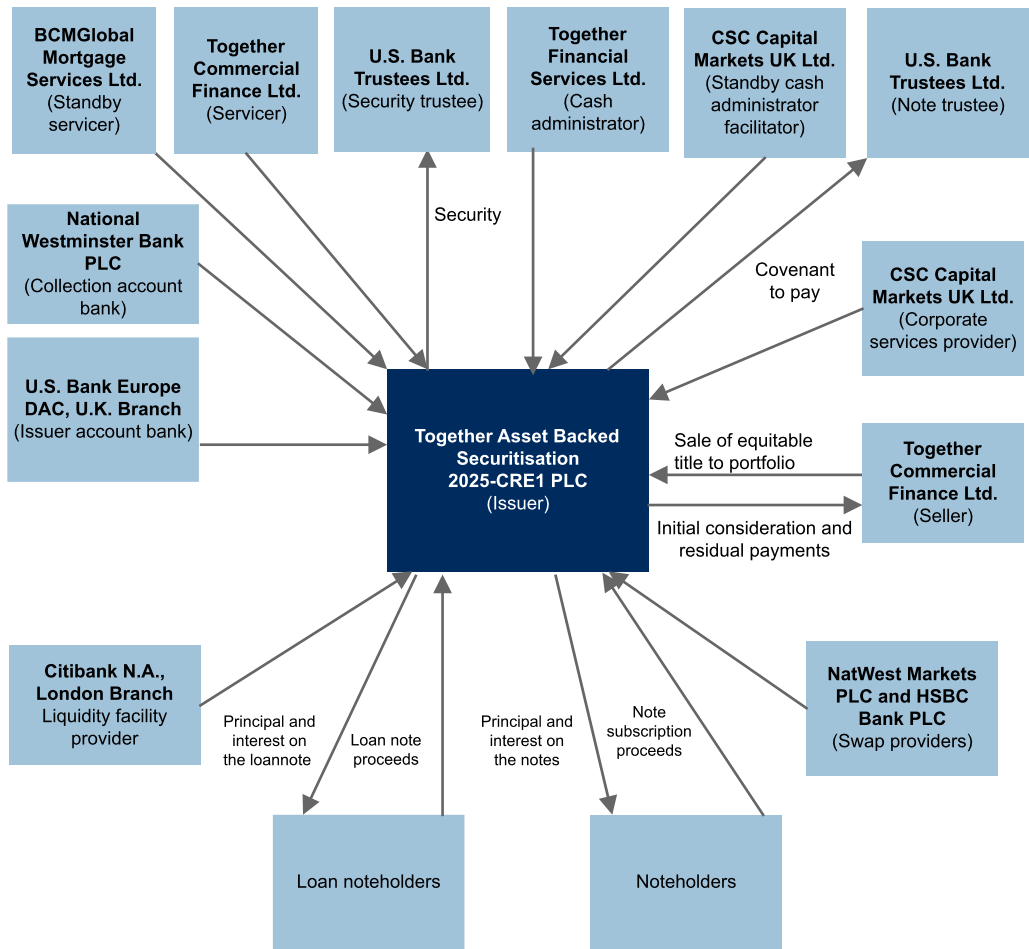 BCMGlobal
Mortgage
Services Ltd.
(Standby
servicer)
Together
Commercial
Finance Ltd.
(Servicer)
U.S. Bank
Trustees Ltd.
(Security trustee)
Together
Financial
Services Ltd.
(Cash
administrator)
CSC Capital
Markets UK Ltd.
(Standby cash
administrator
facilitator)
U.S. Bank
Trustees Ltd.
(Note trustee)
National
Westminster Bank
PLC
(Collection account
bank)
Security
Covenant
to pay
CSC Capital
Markets UK Ltd.
(Corporate
services provider)
U.S. Bank Europe
DAC, U.K. Branch
(Issuer account bank)
Together Asset Backed
Securitisation
2025-CRE1 PLC
(Issuer)
Sale of equitable
title to portfolio
Initial consideration and
residual payments
Together
Commercial
Finance Ltd.
(Seller)
Citibank N.A.,
London Branch
Liquidity facility
provider
Principal and
interest on
the loannote
Loan note
proceeds
Principal and
interest on
the notes
Note
subscription
proceeds
NatWest Markets
PLC and HSBC
Bank PLC
(Swap providers)
Loan noteholders
Noteholders